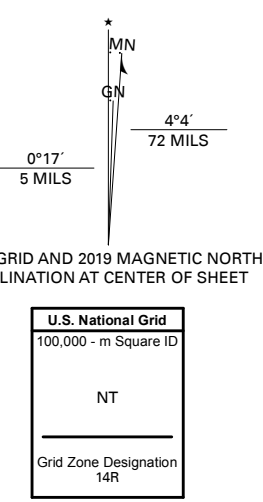 ★
MN
GN
4°4´
72 MILS
0°17´
5 MILS
GRID AND 2019 MAGNETIC NORTH
LINATION AT CENTER OF SHEET
U.S. National Grid
100,000 - m Square ID
NT
Grid Zone Designation
14R